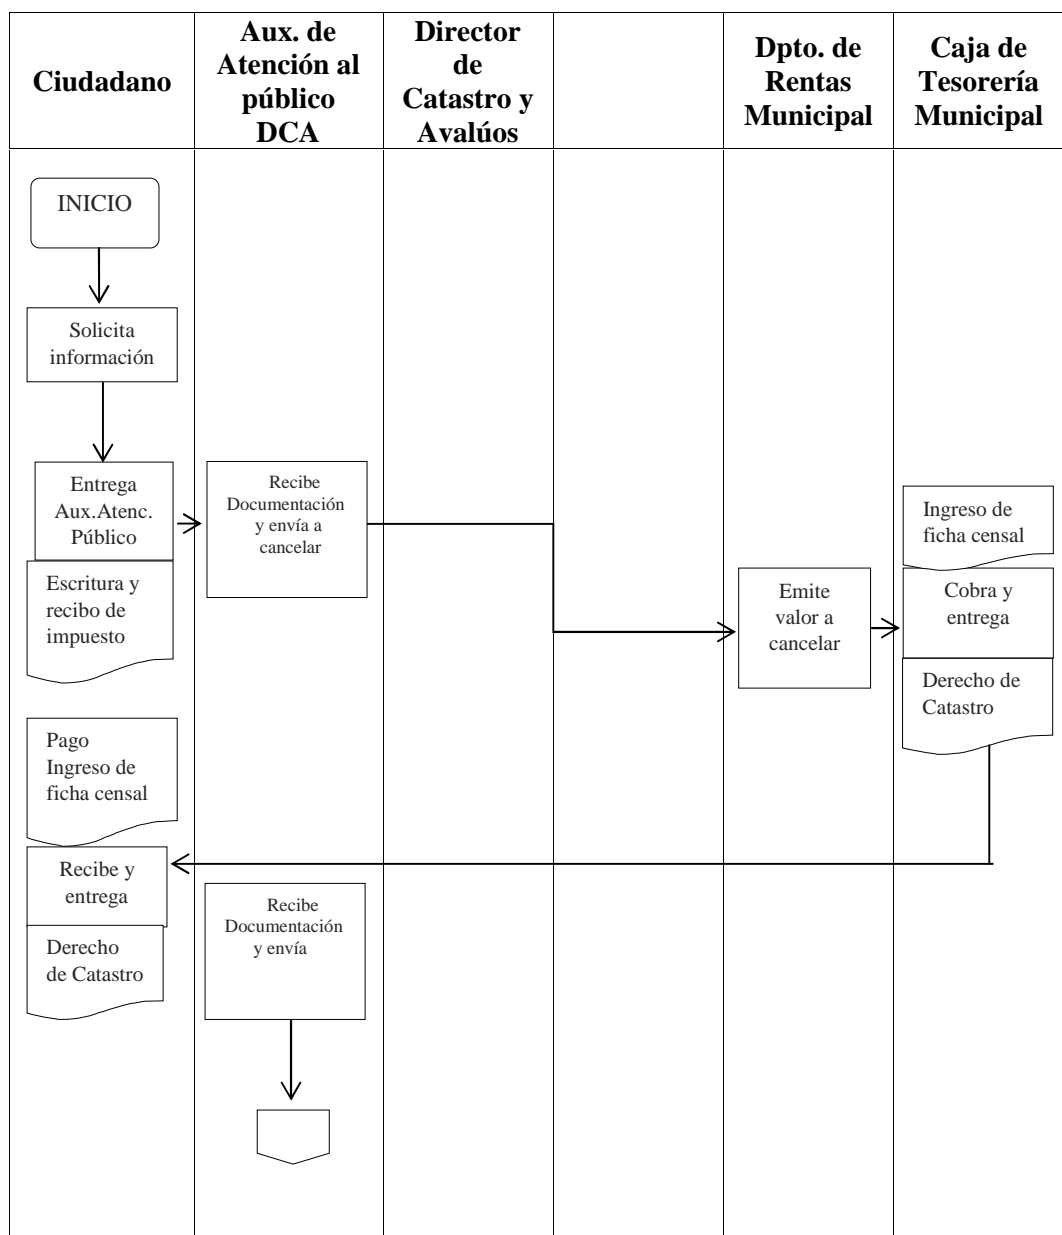 Ciudadano
Aux. de
Atención al
público
DCA
Director
de
Catastro y
Avalúos
Dpto. de
Rentas
Municipal
Caja de
Tesorería
Municipal
INICIO
Solicita
información
Entrega
Aux.Atenc.
Público
Escritura y
recibo de
impuesto
Recibe
Documentación
y envía a
cancelar
Emite
valor a
cancelar
Ingreso de
ficha censal
Cobra y
entrega
Derecho de
Catastro
Pago
Ingreso de
ficha censal
Recibe y
entrega
Derecho
de Catastro
Recibe
Documentación
y envía